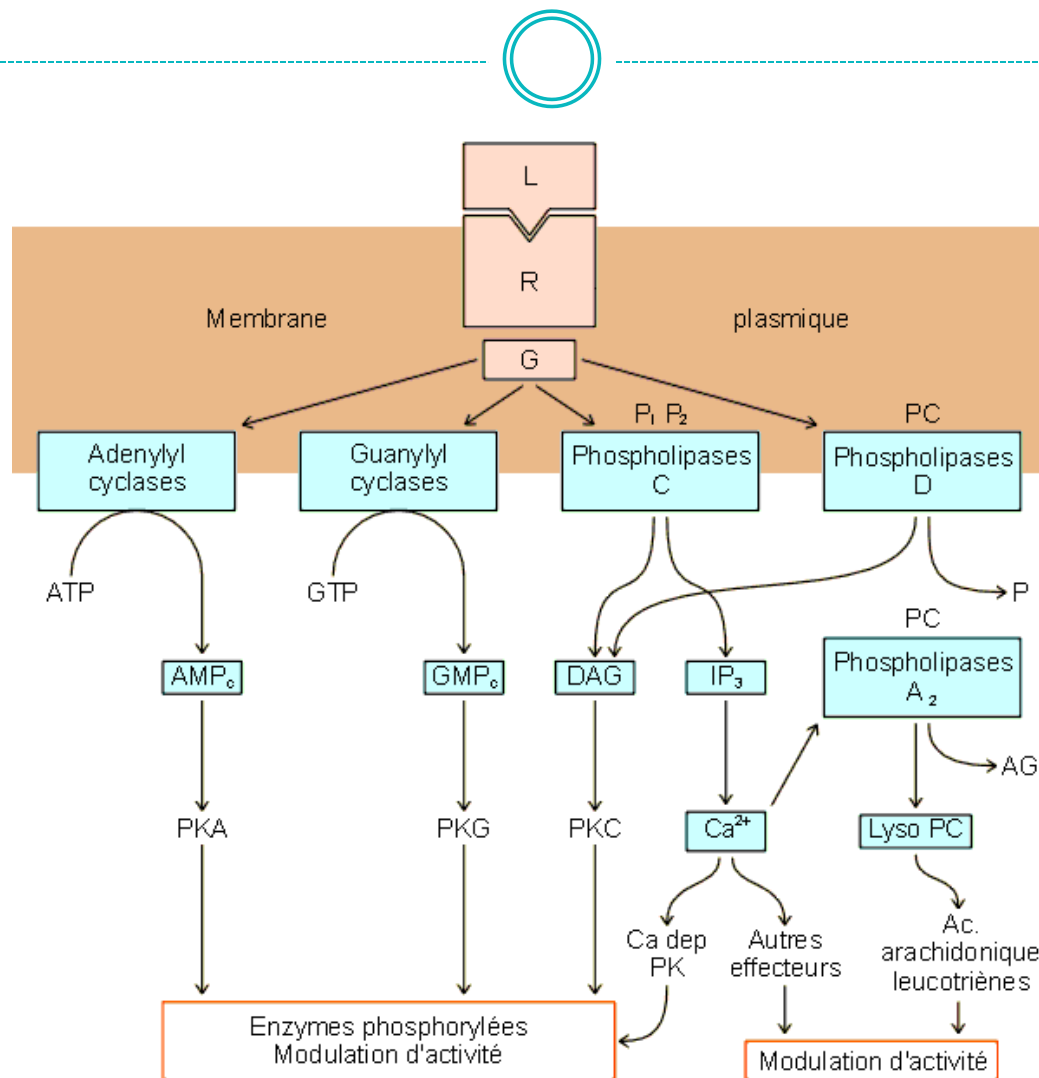 L
R
Membrane
plasmique
G
P₁ P₂
PC
Adenylyl
cyclases
Guanylyl
cyclases
Phospholipases
C
Phospholipases
D
ATP
GTP
P
PC
AMPc
GMPc
DAG
IP₃
Phospholipases
A₂
AG
PKA
PKG
PKC
Ca²⁺
Lyso PC
Ca dep
PK
Autres
effecteurs
Ac.
arachidonique
leucotriènes
Enzymes phosphorylées
Modulation d'activité
Modulation d'activité